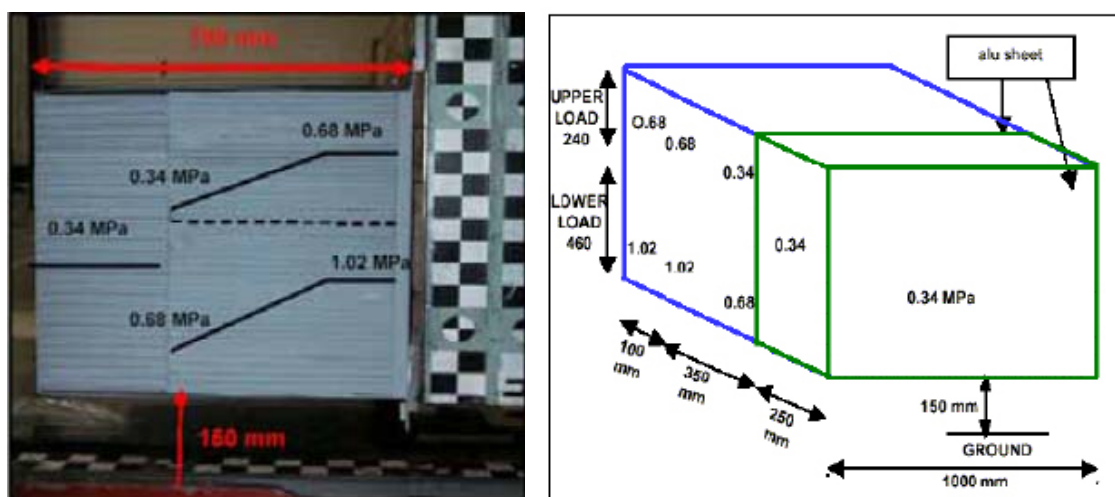 mm
0.68 MPa
0.34 MPa
0.34 MPa
1.02 MPa
0.68 MPa
150 mm
alu sheet
UPPER
LOAD
240
O.68
0.68
0.34
LOWER
LOAD
460
0.34
1.02
1.02
0.34 MPa
0.68
100
mm
350
mm
250
mm
150 mm
GROUND
1000 mm